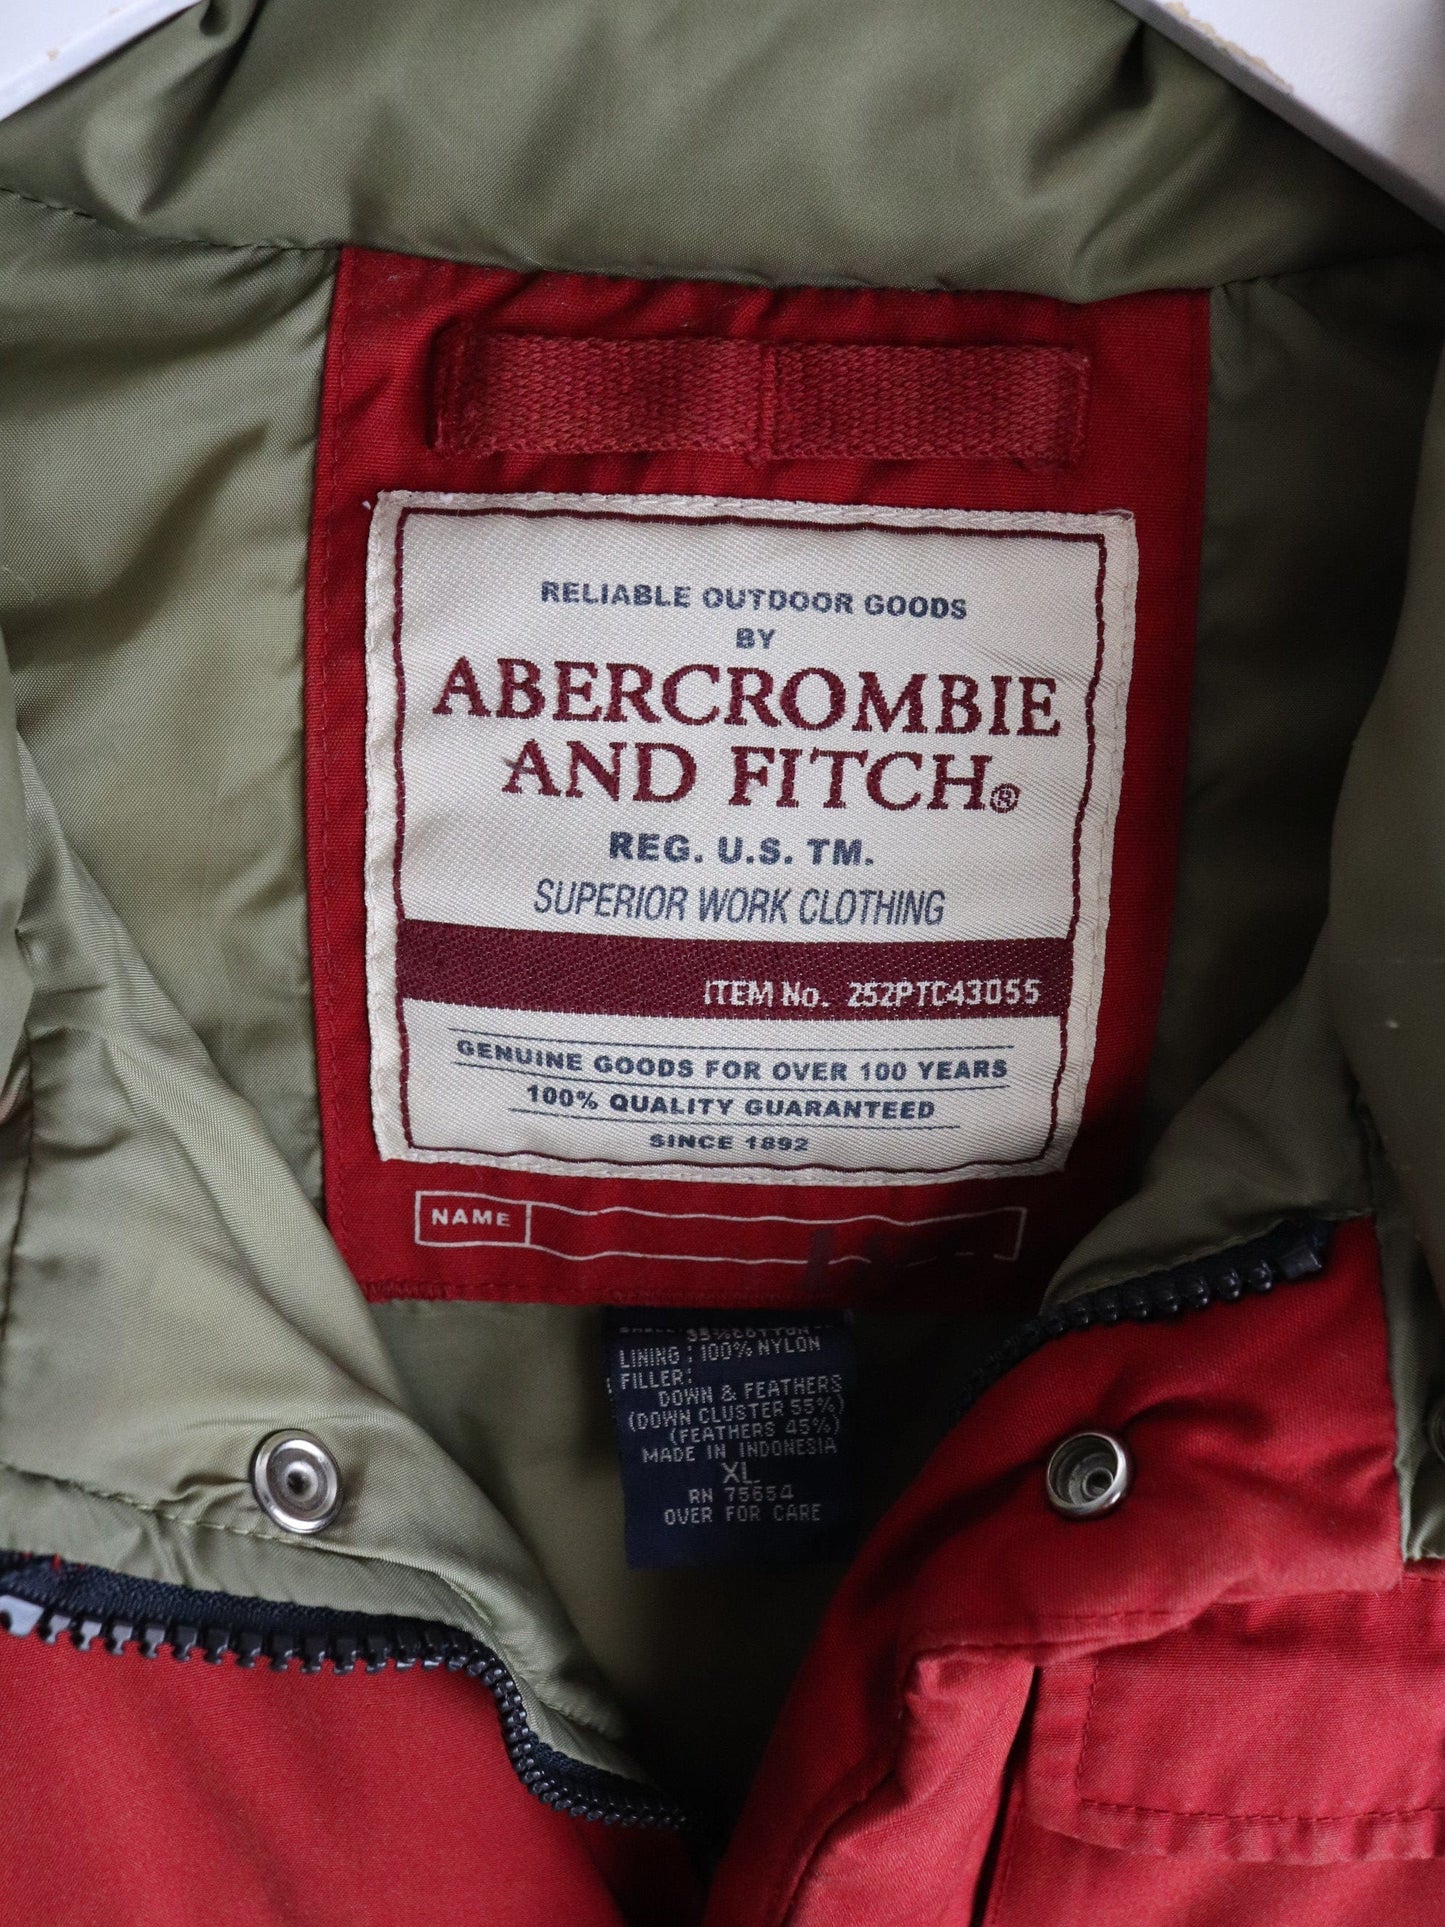 RELIABLE OUTDOOR GOODS
BY
ABERCROMBIE
AND FITCH®
REG. U.S. TM.
SUPERIOR WORK CLOTHING
ITEM No. 252PTC43055
GENUINE GOODS FOR OVER 100 YEARS
100% QUALITY GUARANTEED
SINCE 1892
NAME
35% COTTON
LINING : 100% NYLON
FILLER:
DOWN & FEATHERS
(DOWN CLUSTER 55%)
(FEATHERS 45%)
MADE IN INDONESIA
XL
RN 75654
OVER FOR CARE